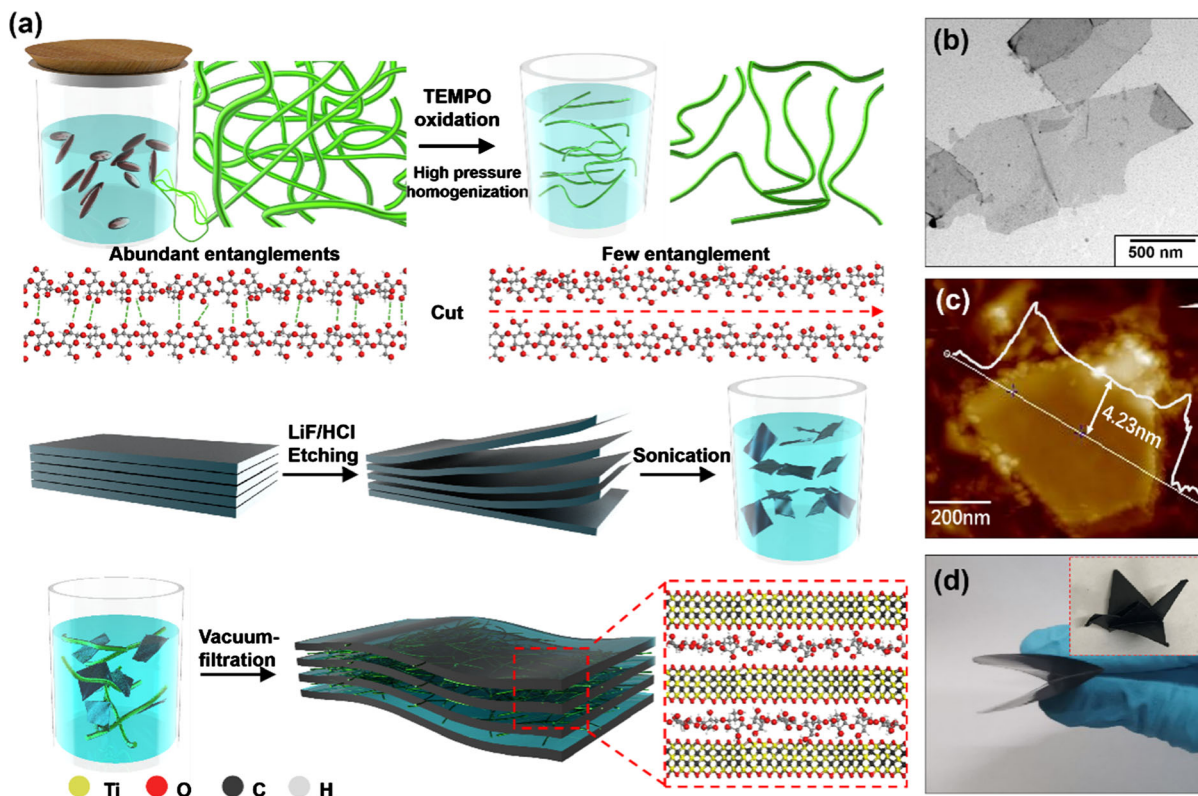 (a)
TEMPO
oxidation
High pressure
homogenization
Abundant entanglements
Few entanglement
Cut
LiF/HCl
Etching
Sonication
Vacuum-
filtration
Ti
O
C
H
(b)
500 nm
(c)
4.23nm
200nm
(d)